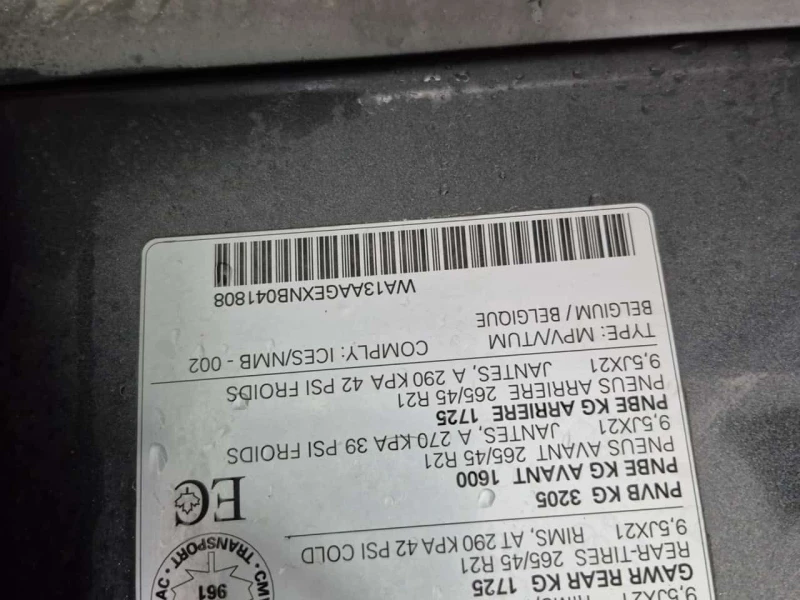 RIMS,
GAWR REAR KG 1725
REAR-TIRES 265/45 R21
9,5JX21 RIMS, AT 290 KPA 42 PSI COLD
PNVB KG 3205
PNBE KG AVANT 1600
PNEUS AVANT 265/45 R21
9,5JX21 JANTES, A 270 KPA 39 PSI FROIDS
PNBE KG ARRIERE 1725
PNEUS ARRIERE 265/45 R21
9,5JX21 JANTES, A 290 KPA 42 PSI FROIDS
TYPE: MPV/VTUM COMPLY: ICES/NMB - 002
BELGIUM / BELGIQUE
WA13AAGEXNB041808
961
TRANSPORT
EC